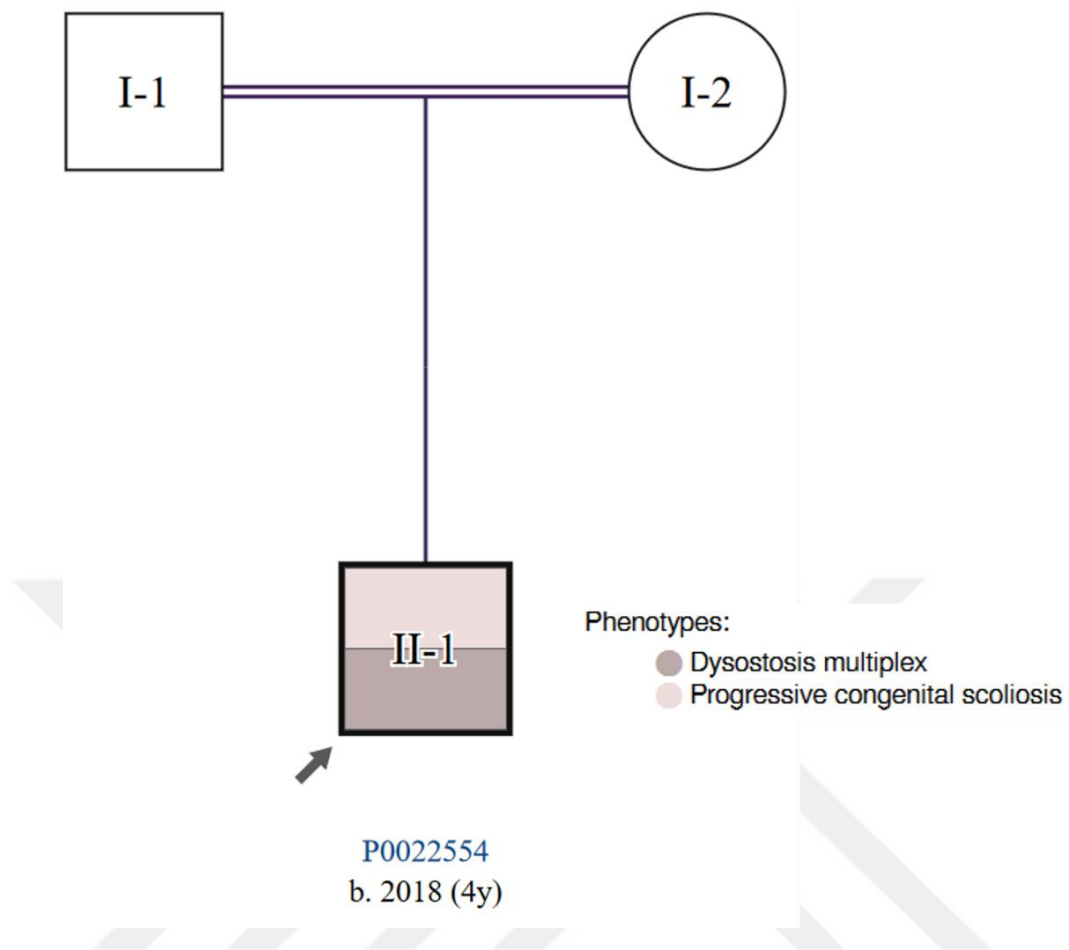 I-1
I-2
II-1
Phenotypes:
Dysostosis multiplex
Progressive congenital scoliosis
P0022554
b. 2018 (4y)